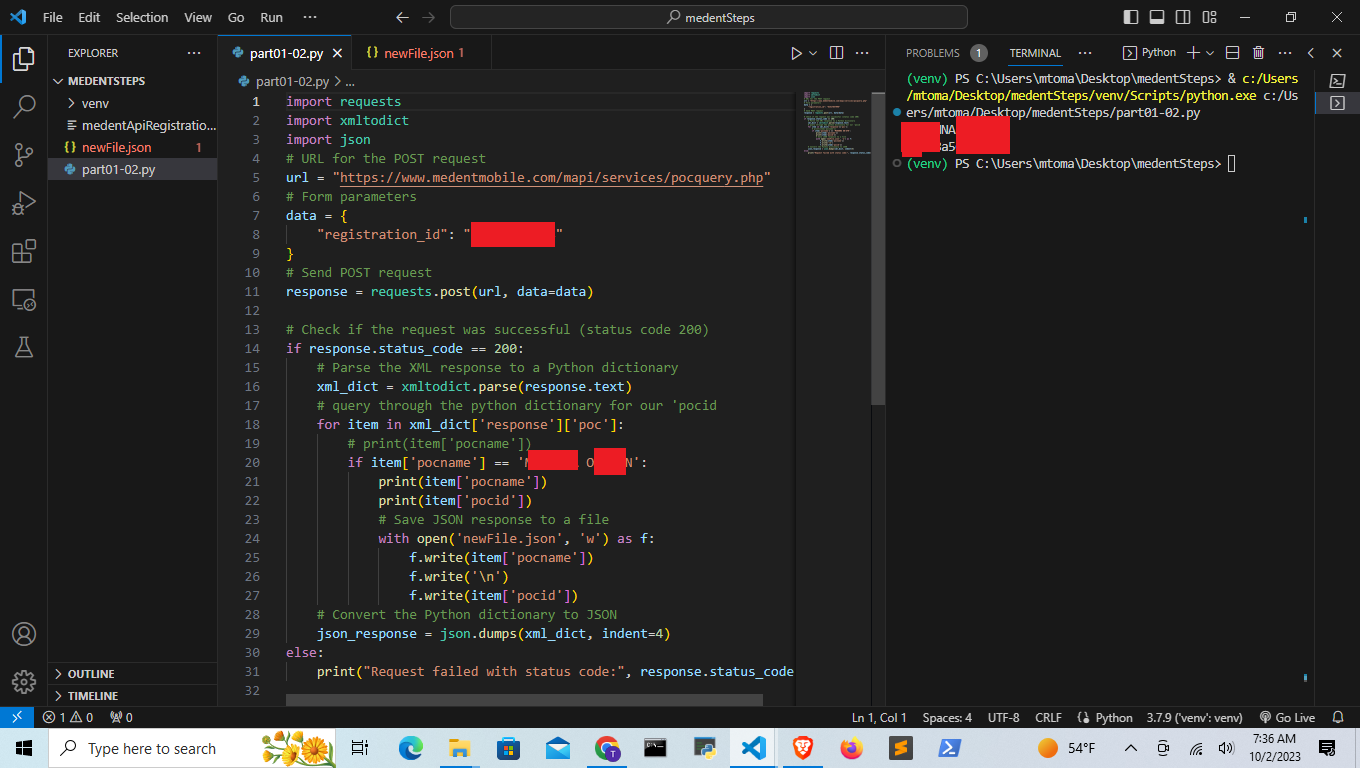 File Edit Selection View Go Run ··· medentSteps
EXPLORER ···
MEDENTSTEPS
venv
medentApiRegistratio...
newFile.json 1
part01-02.py
OUTLINE
TIMELINE
part01-02.py newFile.json 1
part01-02.py > ...
1 import requests
2 import xmltodict
3 import json
4 # URL for the POST request
5 url = "https://www.medentmobile.com/mapi/services/pocquery.php"
6 # Form parameters
7 data = {
8     "registration_id": " "
9 }
10 # Send POST request
11 response = requests.post(url, data=data)
12
13 # Check if the request was successful (status code 200)
14 if response.status_code == 200:
15     # Parse the XML response to a Python dictionary
16     xml_dict = xmltodict.parse(response.text)
17     # query through the python dictionary for our 'pocid
18     for item in xml_dict['response']['poc']:
19         # print(item['pocname'])
20         if item['pocname'] == ' O N':
21             print(item['pocname'])
22             print(item['pocid'])
23             # Save JSON response to a file
24             with open('newFile.json', 'w') as f:
25                 f.write(item['pocname'])
26                 f.write('\n')
27                 f.write(item['pocid'])
28     # Convert the Python dictionary to JSON
29     json_response = json.dumps(xml_dict, indent=4)
30 else:
31     print("Request failed with status code:", response.status_code
32
PROBLEMS 1 TERMINAL ··· Python
(venv) PS C:\Users\mtoma\Desktop\medentSteps> & c:/Users
/mtoma/Desktop/medentSteps/venv/Scripts/python.exe c:/Us
ers/mtoma/Desktop/medentSteps/part01-02.py
NA
a5
(venv) PS C:\Users\mtoma\Desktop\medentSteps>
1 0 0 Ln 1, Col 1 Spaces: 4 UTF-8 CRLF Python 3.7.9 ('venv': venv) Go Live
Type here to search 54°F 7:36 AM
10/2/2023